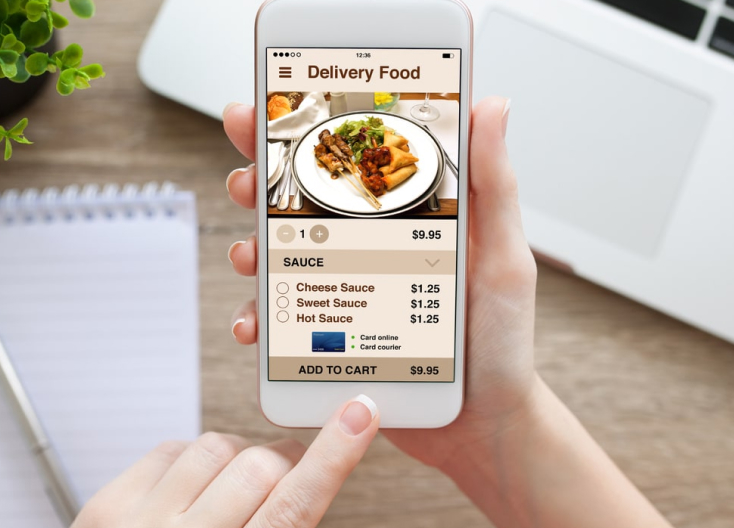 12:36
Delivery Food
- 1 + $9.95
SAUCE
Cheese Sauce $1.25
Sweet Sauce $1.25
Hot Sauce $1.25
Card online
Card courier
ADD TO CART $9.95